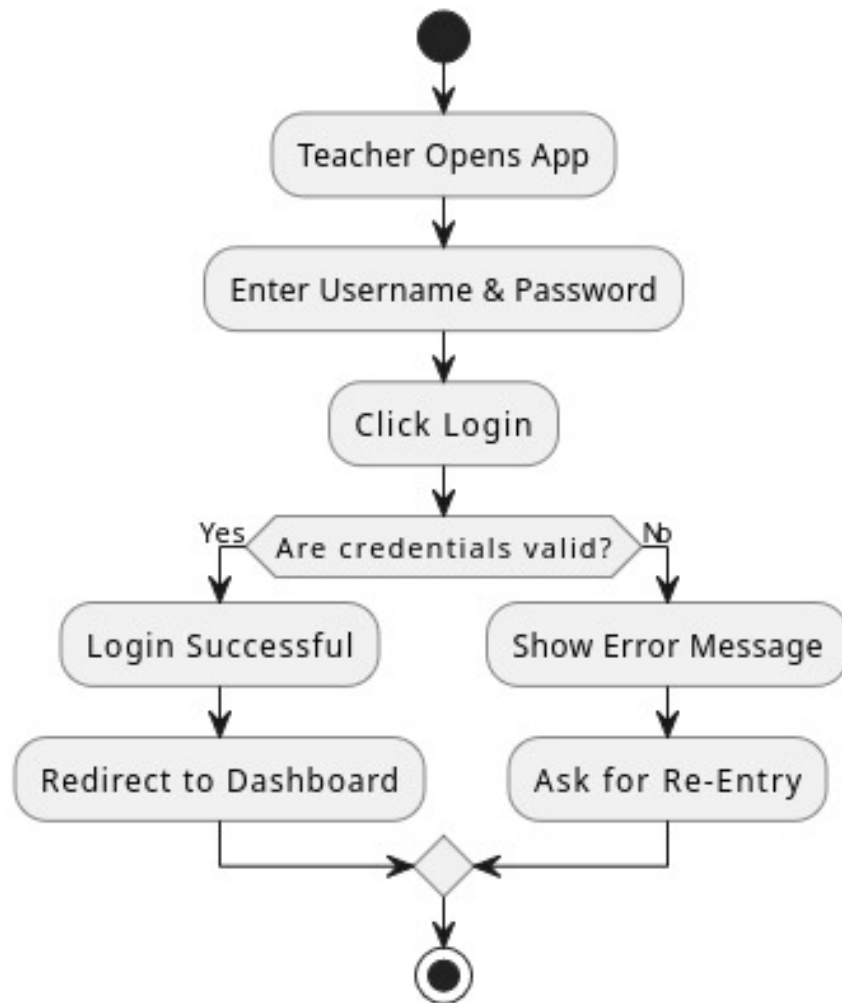 Teacher Opens App
Enter Username & Password
Click Login
Yes
Are credentials valid?
No
Login Successful
Show Error Message
Redirect to Dashboard
Ask for Re-Entry